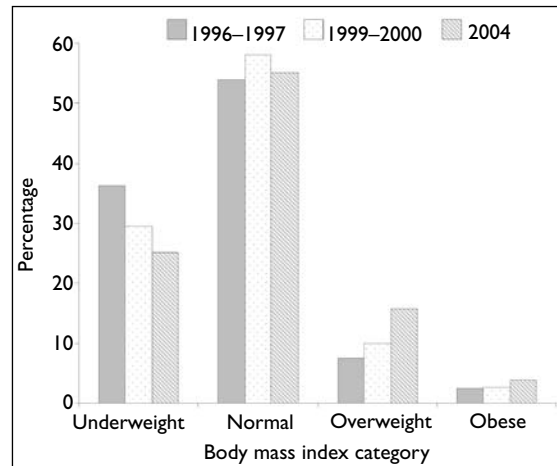 1996–1997 1999–2000 2004
60
50
40
30
20
10
0
Percentage
Underweight Normal Overweight Obese
Body mass index category